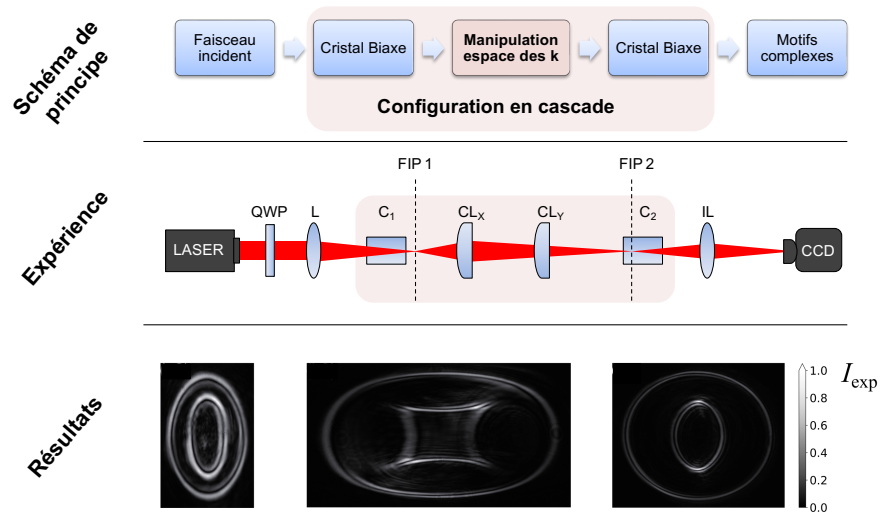 Schéma de
principe
Faisceau
incident
Cristal Biaxe
Manipulation
espace des k
Cristal Biaxe
Motifs
complexes
Configuration en cascade
Expérience
FIP 1
FIP 2
QWP
L
C₁
CLX
CLY
C₂
IL
LASER
CCD
Résultats
1.0
0.8
0.6
0.4
0.2
0.0
Iexp